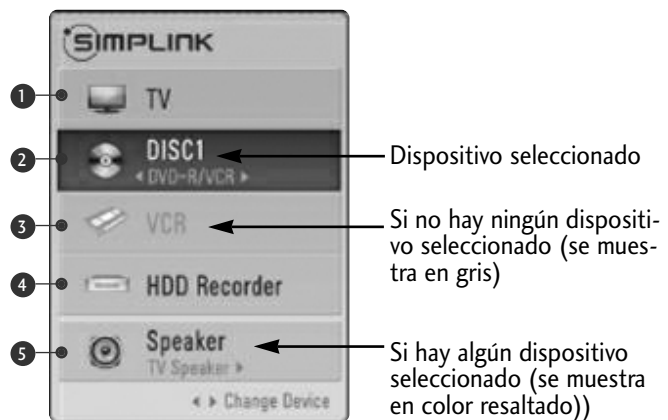 SIMPLINK
1 TV
2 DISC1
◄ DVD-R/VCR ►
Dispositivo seleccionado
3 VCR
Si no hay ningún dispositi-
vo seleccionado (se mues-
tra en gris)
4 HDD Recorder
5 Speaker
TV Speaker ►
Si hay algún dispositivo
seleccionado (se muestra
en color resaltado))
◄ ► Change Device